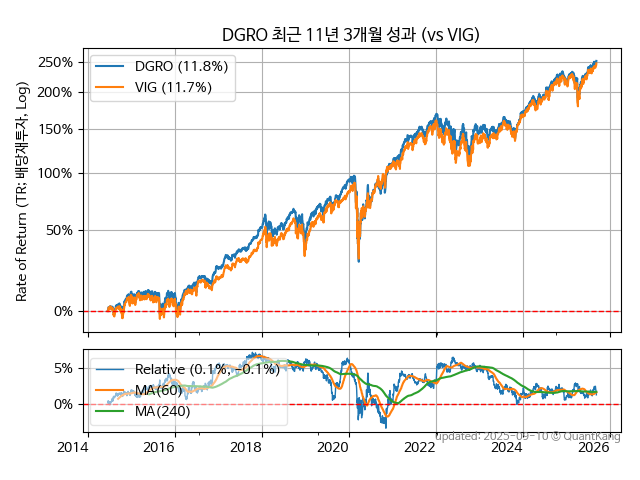 DGRO 최근 11년 3개월 성과 (vs VIG)
Rate of Return (TR: 배당재투자, Log)
250%
200%
150%
100%
50%
0%
DGRO (11.8%)
VIG (11.7%)
5%
0%
Relative (0.1%, -0.1%)
MA(60)
MA(240)
2014
2016
2018
2020
2022
2024
2026
updated: 2025-09-10 © QuantKang